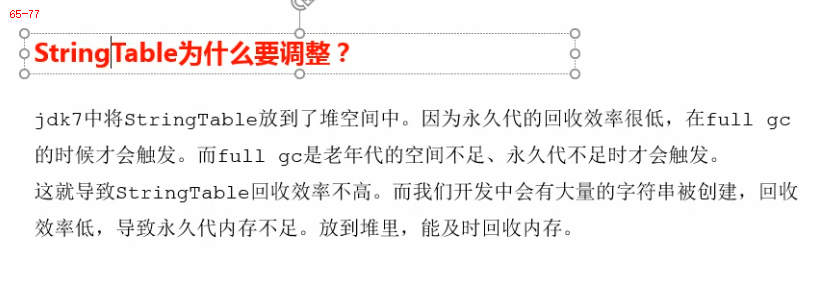 65-77
StringTable为什么要调整？
jdk7中将StringTable放到了堆空间中。因为永久代的回收效率很低，在full gc
的时候才会触发。而full gc是老年代的空间不足、永久代不足时才会触发。
这就导致StringTable回收效率不高。而我们开发中会有大量的字符串被创建，回收
效率低，导致永久代内存不足。放到堆里，能及时回收内存。